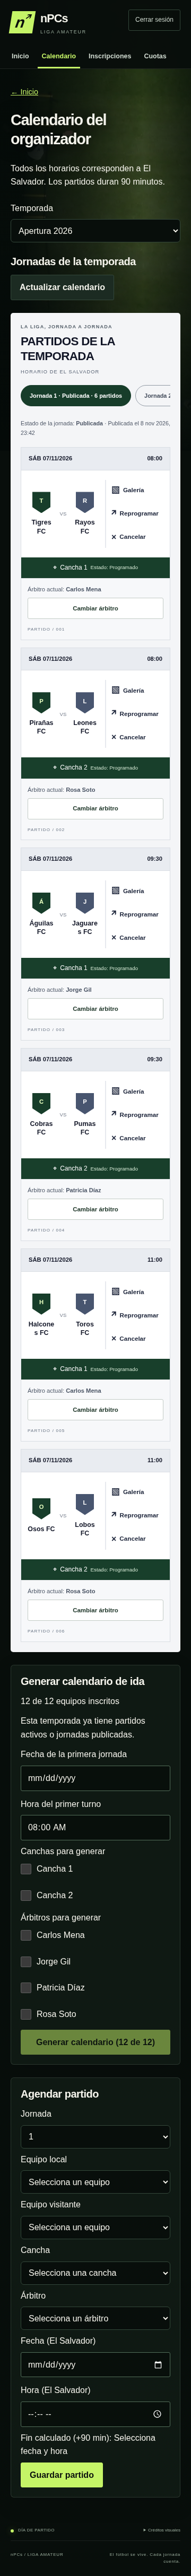 nPCs
LIGA AMATEUR
Cerrar sesión
Inicio
Calendario
Inscripciones
Cuotas
← Inicio
Calendario del
organizador
Todos los horarios corresponden a El
Salvador. Los partidos duran 90 minutos.
Temporada
Apertura 2026
Jornadas de la temporada
Actualizar calendario
LA LIGA, JORNADA A JORNADA
PARTIDOS DE LA
TEMPORADA
HORARIO DE EL SALVADOR
Jornada 1 · Publicada · 6 partidos
Jornada 2
Estado de la jornada: Publicada · Publicada el 8 nov 2026,
23:42
SÁB 07/11/2026
08:00
T
R
Tigres
FC
VS
Rayos
FC
Galería
Reprogramar
Cancelar
Cancha 1 Estado: Programado
Árbitro actual: Carlos Mena
Cambiar árbitro
PARTIDO / 001
SÁB 07/11/2026
08:00
P
L
Pirañas
FC
VS
Leones
FC
Galería
Reprogramar
Cancelar
Cancha 2 Estado: Programado
Árbitro actual: Rosa Soto
Cambiar árbitro
PARTIDO / 002
SÁB 07/11/2026
09:30
Á
J
Águilas
FC
VS
Jaguare
s FC
Galería
Reprogramar
Cancelar
Cancha 1 Estado: Programado
Árbitro actual: Jorge Gil
Cambiar árbitro
PARTIDO / 003
SÁB 07/11/2026
09:30
C
P
Cobras
FC
VS
Pumas
FC
Galería
Reprogramar
Cancelar
Cancha 2 Estado: Programado
Árbitro actual: Patricia Díaz
Cambiar árbitro
PARTIDO / 004
SÁB 07/11/2026
11:00
H
T
Halcone
s FC
VS
Toros
FC
Galería
Reprogramar
Cancelar
Cancha 1 Estado: Programado
Árbitro actual: Carlos Mena
Cambiar árbitro
PARTIDO / 005
SÁB 07/11/2026
11:00
O
L
Osos FC
VS
Lobos
FC
Galería
Reprogramar
Cancelar
Cancha 2 Estado: Programado
Árbitro actual: Rosa Soto
Cambiar árbitro
PARTIDO / 006
Generar calendario de ida
12 de 12 equipos inscritos
Esta temporada ya tiene partidos
activos o jornadas publicadas.
Fecha de la primera jornada
mm/dd/yyyy
Hora del primer turno
08:00 AM
Canchas para generar
Cancha 1
Cancha 2
Árbitros para generar
Carlos Mena
Jorge Gil
Patricia Díaz
Rosa Soto
Generar calendario (12 de 12)
Agendar partido
Jornada
1
Equipo local
Selecciona un equipo
Equipo visitante
Selecciona un equipo
Cancha
Selecciona una cancha
Árbitro
Selecciona un árbitro
Fecha (El Salvador)
mm/dd/yyyy
Hora (El Salvador)
--:-- --
Fin calculado (+90 min): Selecciona
fecha y hora
Guardar partido
DÍA DE PARTIDO
Créditos visuales
nPCs / LIGA AMATEUR
El fútbol se vive. Cada jornada
cuenta.